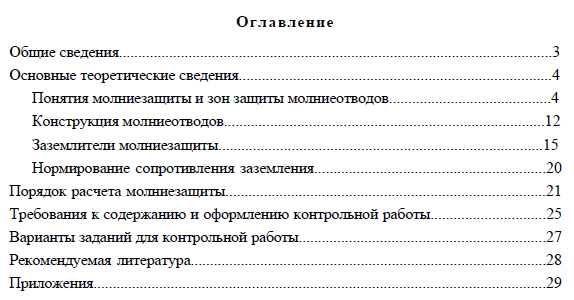 Оглавление
Общие сведения....................................................................................................3
Основные теоретические сведения....................................................................4
Понятия молниезащиты и зон защиты молниеотводов....................................4
Конструкция молниеотводов............................................................................12
Заземлители молниезащиты.............................................................................15
Нормирование сопротивления заземления......................................................20
Порядок расчета молниезащиты.......................................................................21
Требования к содержанию и оформлению контрольной работы...................25
Варианты заданий для контрольной работы....................................................27
Рекомендуемая литература................................................................................28
Приложения.........................................................................................................29